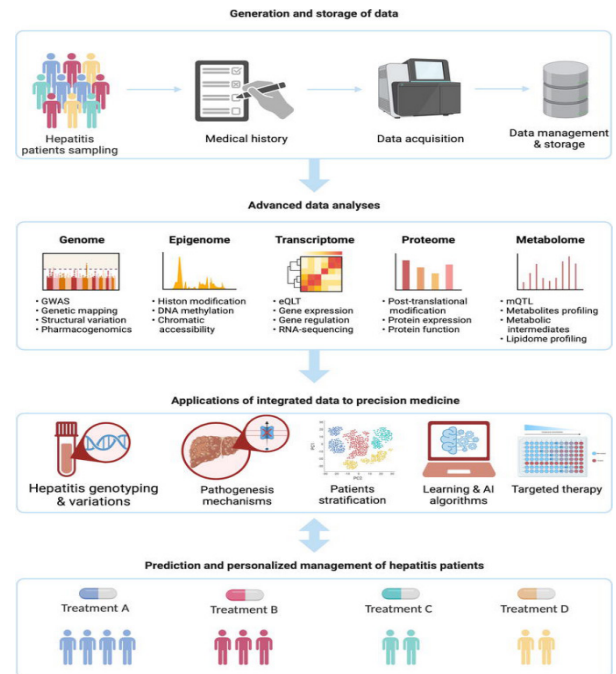 Generation and storage of data
Hepatitis
patients sampling
Medical history
Data acquisition
Data management
& storage
Advanced data analyses
Genome
• GWAS
• Genetic mapping
• Structural variation
• Pharmacogenomics
Epigenome
• Histon modification
• DNA methylation
• Chromatic
accessibility
Transcriptome
• eQLT
• Gene expression
• Gene regulation
• RNA-sequencing
Proteome
• Post-translational
modification
• Protein expression
• Protein function
Metabolome
• mQTL
• Metabolites profiling
• Metabolic
intermediates
• Lipidome profiling
Applications of integrated data to precision medicine
Hepatitis genotyping
& variations
Pathogenesis
mechanisms
Patients
stratification
Learning & AI
algorithms
Targeted therapy
Prediction and personalized management of hepatitis patients
Treatment A
Treatment B
Treatment C
Treatment D